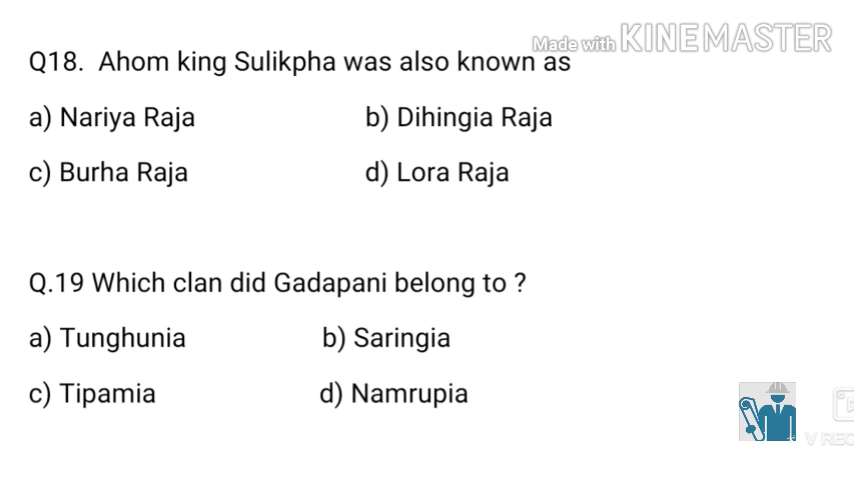 Made with KINEMASTER
Q18. Ahom king Sulikpha was also known as
a) Nariya Raja b) Dihingia Raja
c) Burha Raja d) Lora Raja
Q.19 Which clan did Gadapani belong to ?
a) Tunghunia b) Saringia
c) Tipamia d) Namrupia
V REC